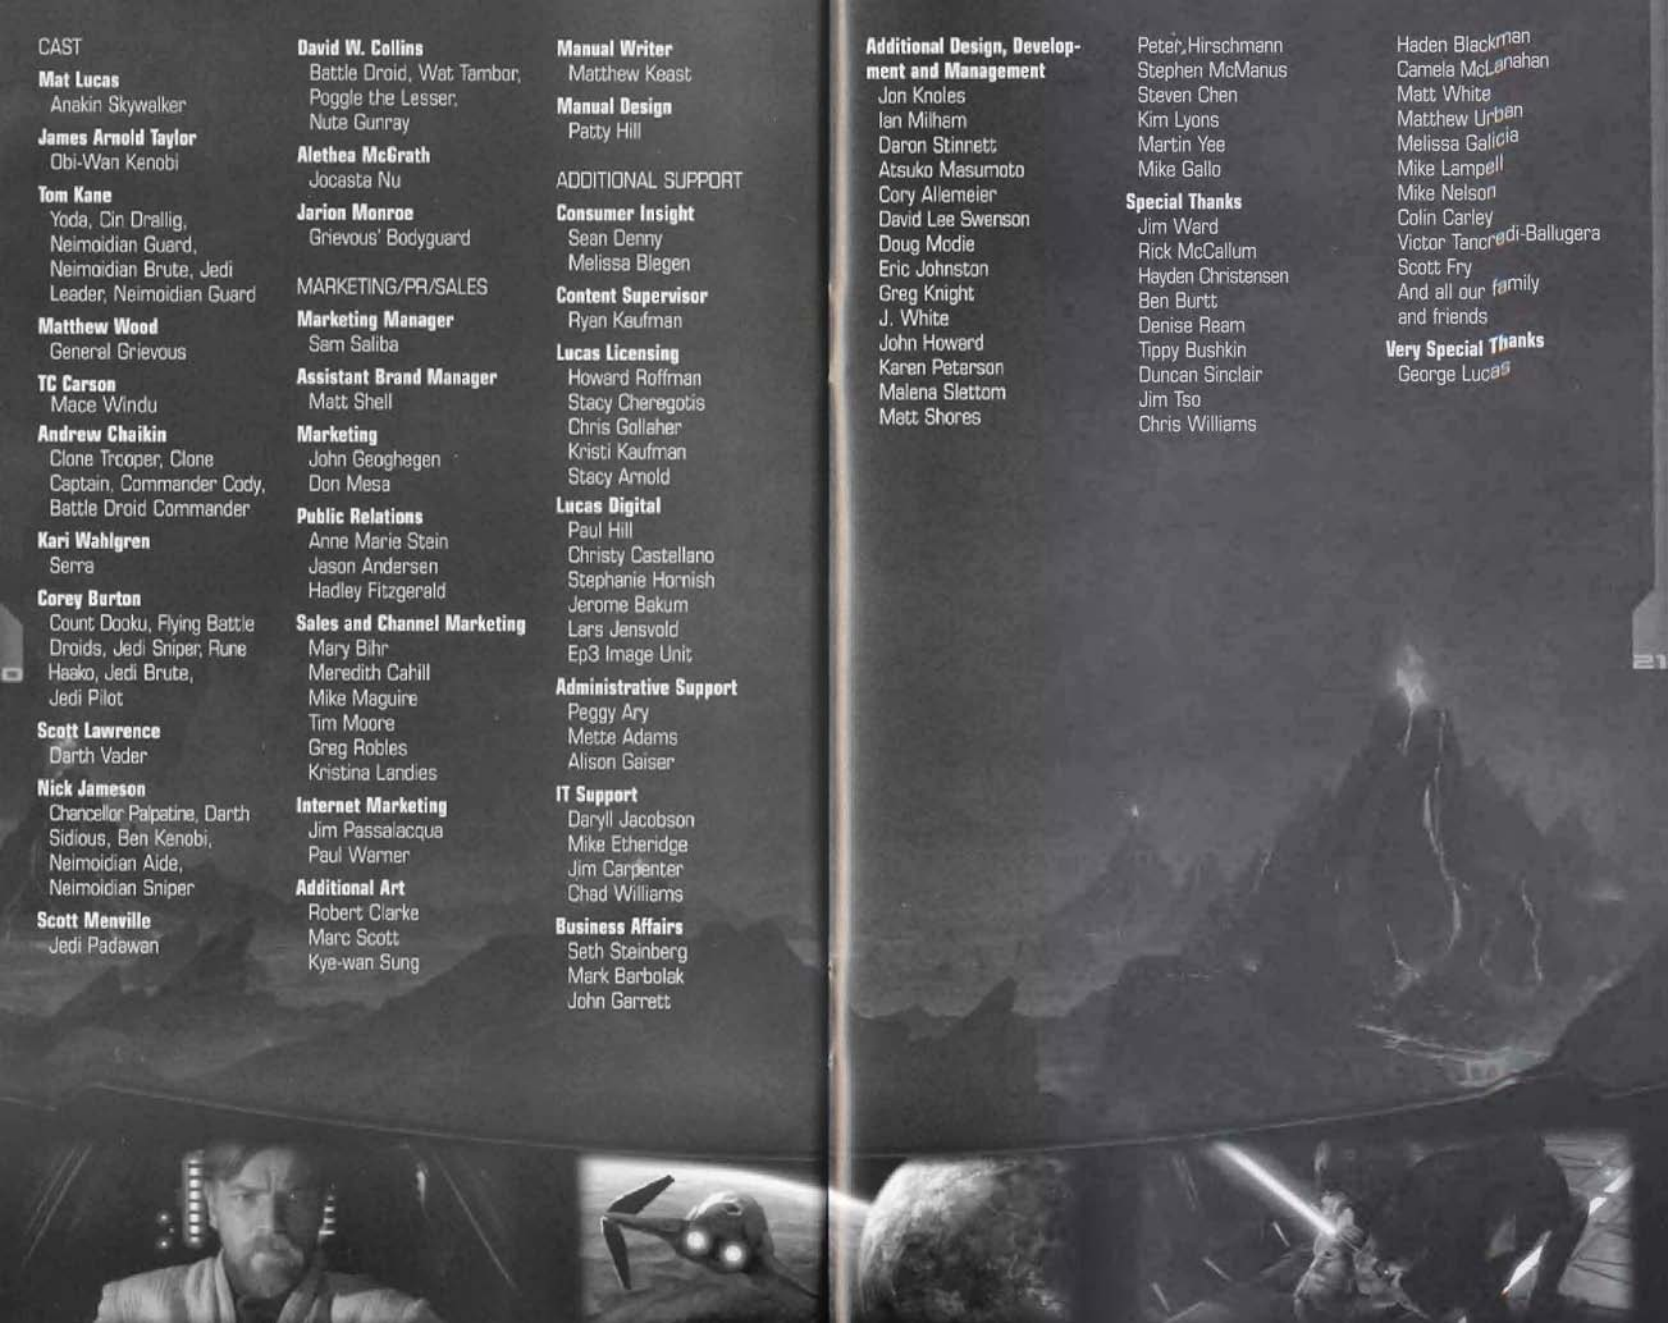 CAST
Mat Lucas
Anakin Skywalker
James Arnold Taylor
Obi-Wan Kenobi
Tom Kane
Yoda, Cin Drallig,
Neimoidian Guard,
Neimoidian Brute, Jedi
Leader, Neimoidian Guard
Matthew Wood
General Grievous
TC Carson
Mace Windu
Andrew Chaikin
Clone Trooper, Clone
Captain, Commander Cody,
Battle Droid Commander
Kari Wahlgren
Serra
Corey Burton
Count Dooku, Flying Battle
Droids, Jedi Sniper, Rune
Haako, Jedi Brute,
Jedi Pilot
Scott Lawrence
Darth Vader
Nick Jameson
Chancellor Palpatine, Darth
Sidious, Ben Kenobi,
Neimoidian Aide,
Neimoidian Sniper
Scott Menville
Jedi Padawan
David W. Collins
Battle Droid, Wat Tambor,
Poggle the Lesser,
Nute Gunray
Alethea McGrath
Jocasta Nu
Jarion Monroe
Grievous' Bodyguard
MARKETING/PR/SALES
Marketing Manager
Sam Saliba
Assistant Brand Manager
Matt Shell
Marketing
John Geoghegen
Don Mesa
Public Relations
Anne Marie Stein
Jason Andersen
Hadley Fitzgerald
Sales and Channel Marketing
Mary Bihr
Meredith Cahill
Mike Maguire
Tim Moore
Greg Robles
Kristina Landies
Internet Marketing
Jim Passalacqua
Paul Warner
Additional Art
Robert Clarke
Marc Scott
Kye-wan Sung
Manual Writer
Matthew Keast
Manual Design
Patty Hill
ADDITIONAL SUPPORT
Consumer Insight
Sean Denny
Melissa Blegen
Content Supervisor
Ryan Kaufman
Lucas Licensing
Howard Roffman
Stacy Cheregotis
Chris Gollaher
Kristi Kaufman
Stacy Arnold
Lucas Digital
Paul Hill
Christy Castellano
Stephanie Hornish
Jerome Bakum
Lars Jensvold
Ep3 Image Unit
Administrative Support
Peggy Ary
Mette Adams
Alison Gaiser
IT Support
Daryll Jacobson
Mike Etheridge
Jim Carpenter
Chad Williams
Business Affairs
Seth Steinberg
Mark Barbolak
John Garrett
0
Additional Design, Develop-
ment and Management
Jon Knoles
Ian Milham
Daron Stinnett
Atsuko Masumoto
Cory Allemeier
David Lee Swenson
Doug Modie
Eric Johnston
Greg Knight
J. White
John Howard
Karen Peterson
Malena Slettom
Matt Shores
Peter Hirschmann
Stephen McManus
Steven Chen
Kim Lyons
Martin Yee
Mike Gallo
Special Thanks
Jim Ward
Rick McCallum
Hayden Christensen
Ben Burtt
Denise Ream
Tippy Bushkin
Duncan Sinclair
Jim Tso
Chris Williams
Haden Blackman
Camela McLanahan
Matt White
Matthew Urban
Melissa Galicia
Mike Lampell
Mike Nelson
Colin Carley
Victor Tancredi-Ballugera
Scott Fry
And all our family
and friends
Very Special Thanks
George Lucas
21